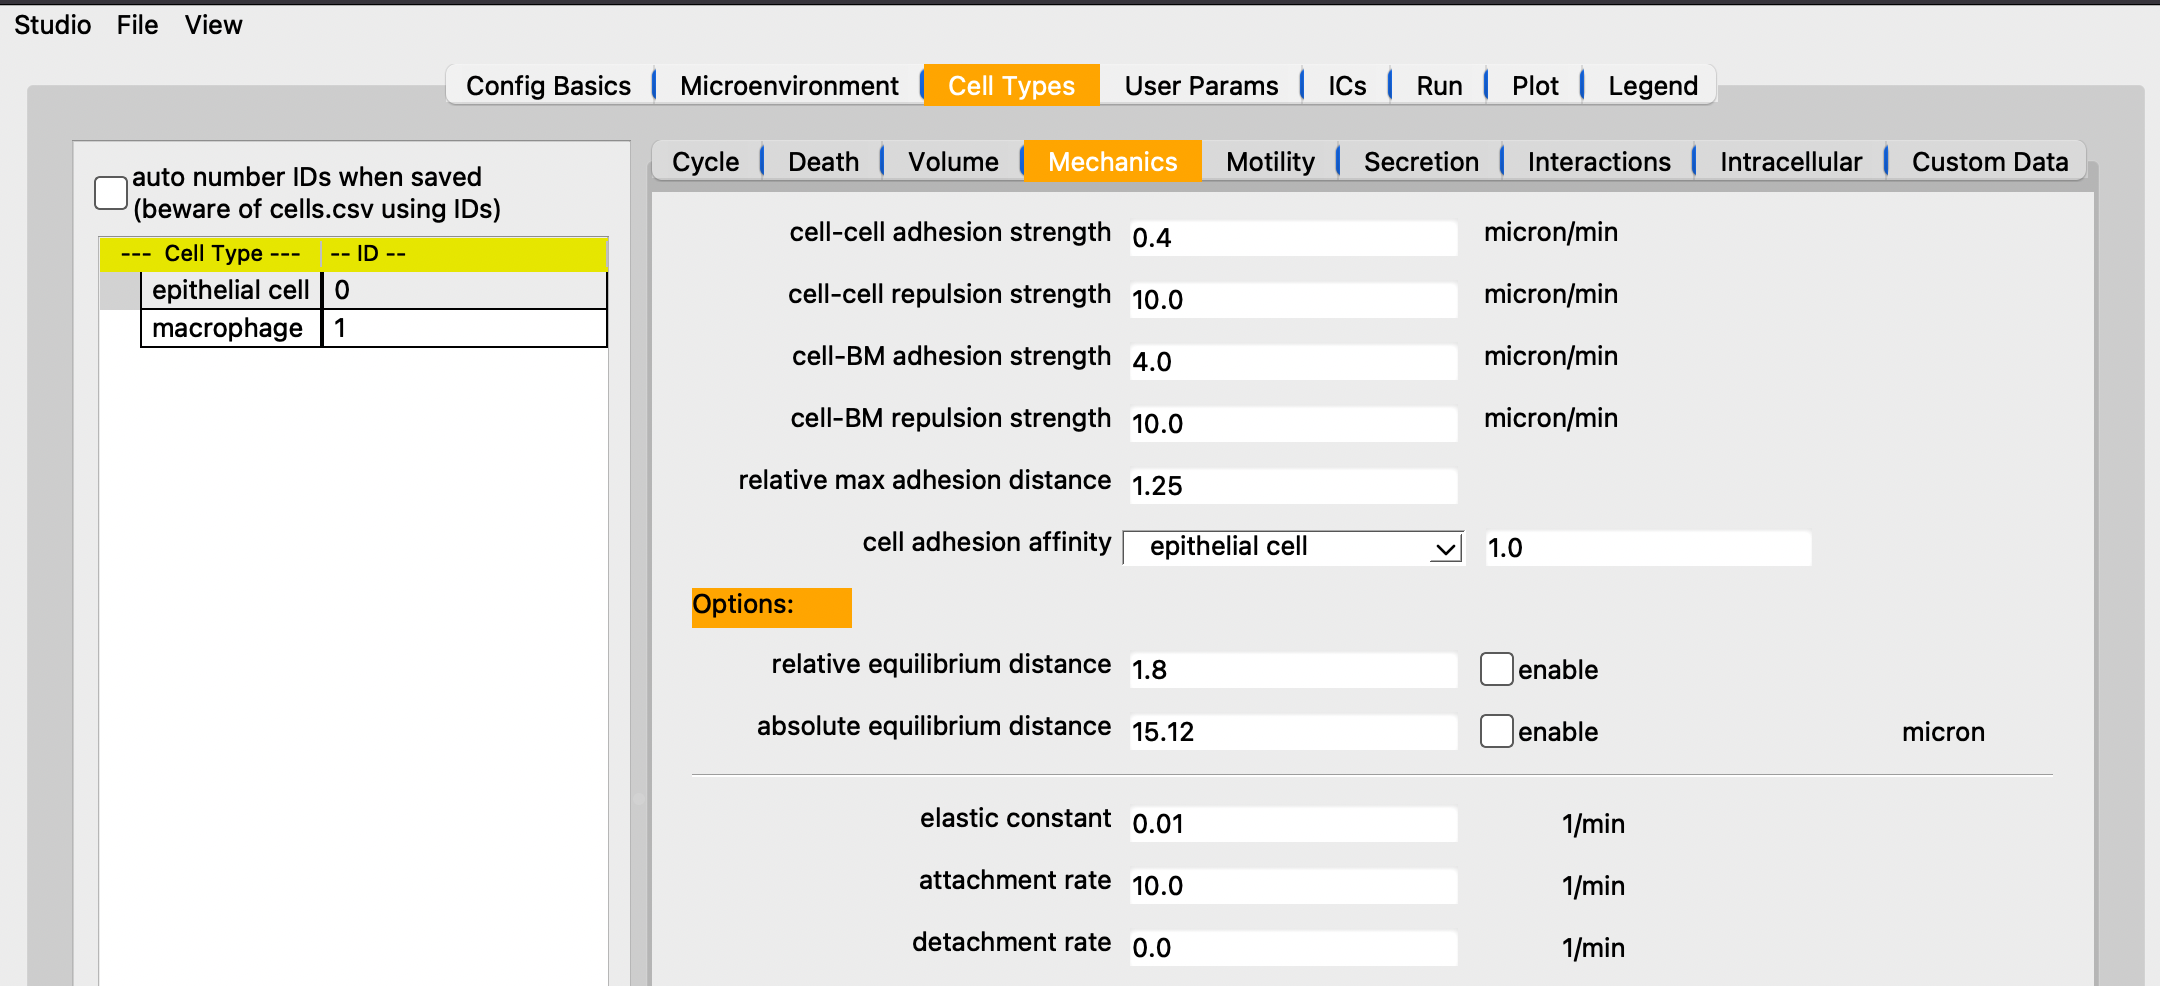 Studio File View
Config Basics Microenvironment Cell Types User Params ICs Run Plot Legend
auto number IDs when saved
(beware of cells.csv using IDs)
--- Cell Type --- -- ID --
epithelial cell 0
macrophage 1
Cycle Death Volume Mechanics Motility Secretion Interactions Intracellular Custom Data
cell-cell adhesion strength 0.4 micron/min
cell-cell repulsion strength 10.0 micron/min
cell-BM adhesion strength 4.0 micron/min
cell-BM repulsion strength 10.0 micron/min
relative max adhesion distance 1.25
cell adhesion affinity epithelial cell 1.0
Options:
relative equilibrium distance 1.8 enable
absolute equilibrium distance 15.12 enable micron
elastic constant 0.01 1/min
attachment rate 10.0 1/min
detachment rate 0.0 1/min